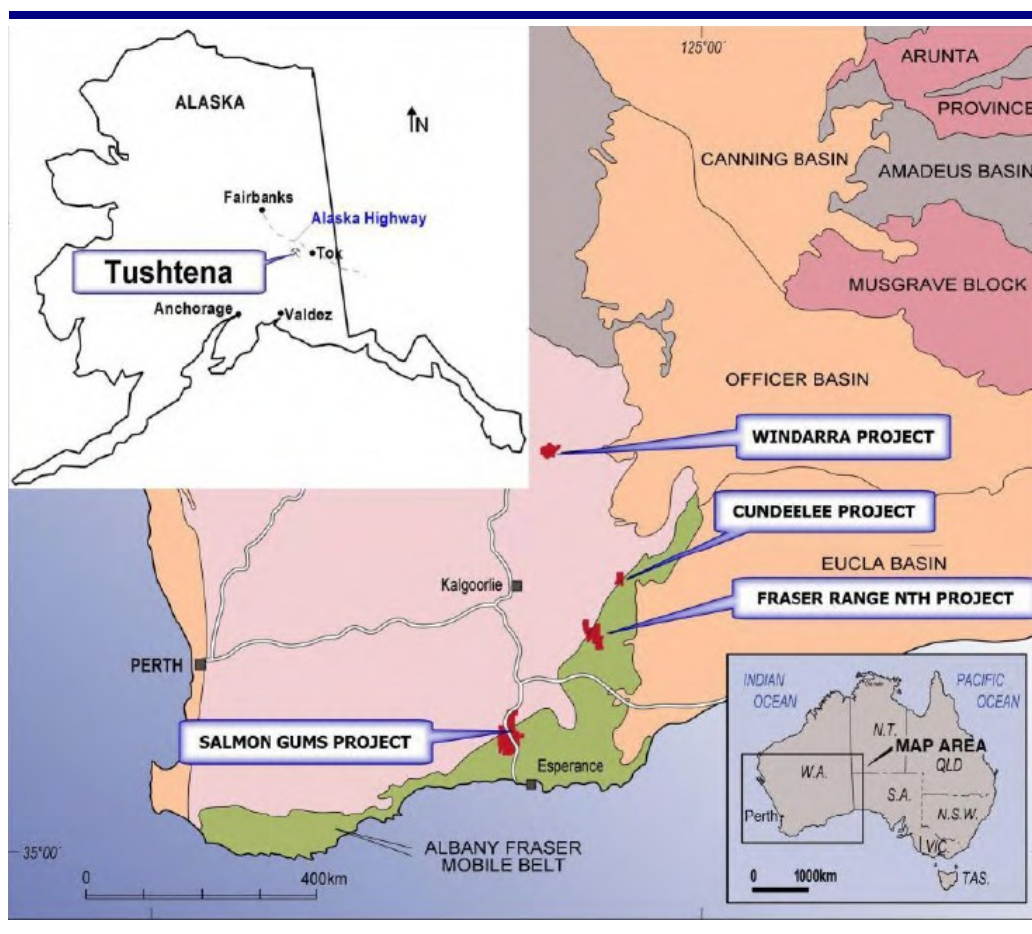 125°00´
ARUNTA
PROVINCE
CANNING BASIN
AMADEUS BASIN
ALASKA
N
Fairbanks
Alaska Highway
Tok
Tushtena
Anchorage
Valdez
MUSGRAVE BLOCK
OFFICER BASIN
WINDARRA PROJECT
CUNDEELEE PROJECT
EUCLA BASIN
Kalgoorlie
FRASER RANGE NTH PROJECT
PERTH
SALMON GUMS PROJECT
Esperance
ALBANY FRASER
MOBILE BELT
35°00´
0 400km
INDIAN
OCEAN
PACIFIC
OCEAN
N.T.
MAP AREA
QLD
W.A.
S.A.
N.S.W.
Perth
VIC.
TAS.
0 1000km